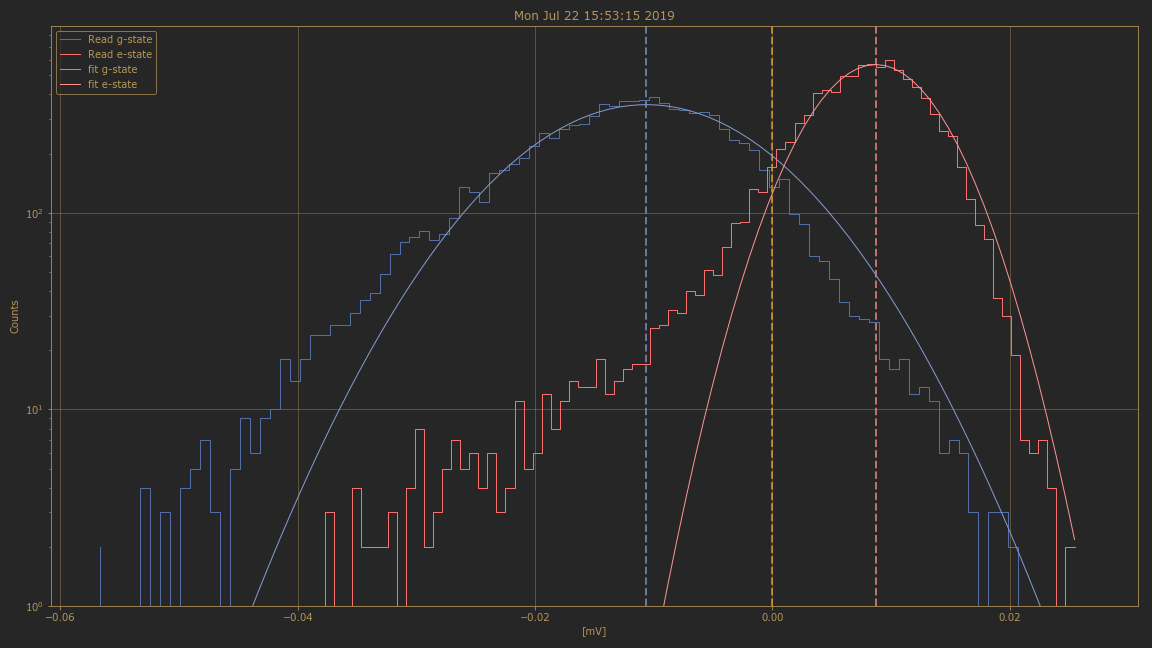 Mon Jul 22 15:53:15 2019
Read g-state
Read e-state
fit g-state
fit e-state
Counts
10²
10¹
10⁰
−0.06
−0.04
−0.02
0.00
0.02
[mV]